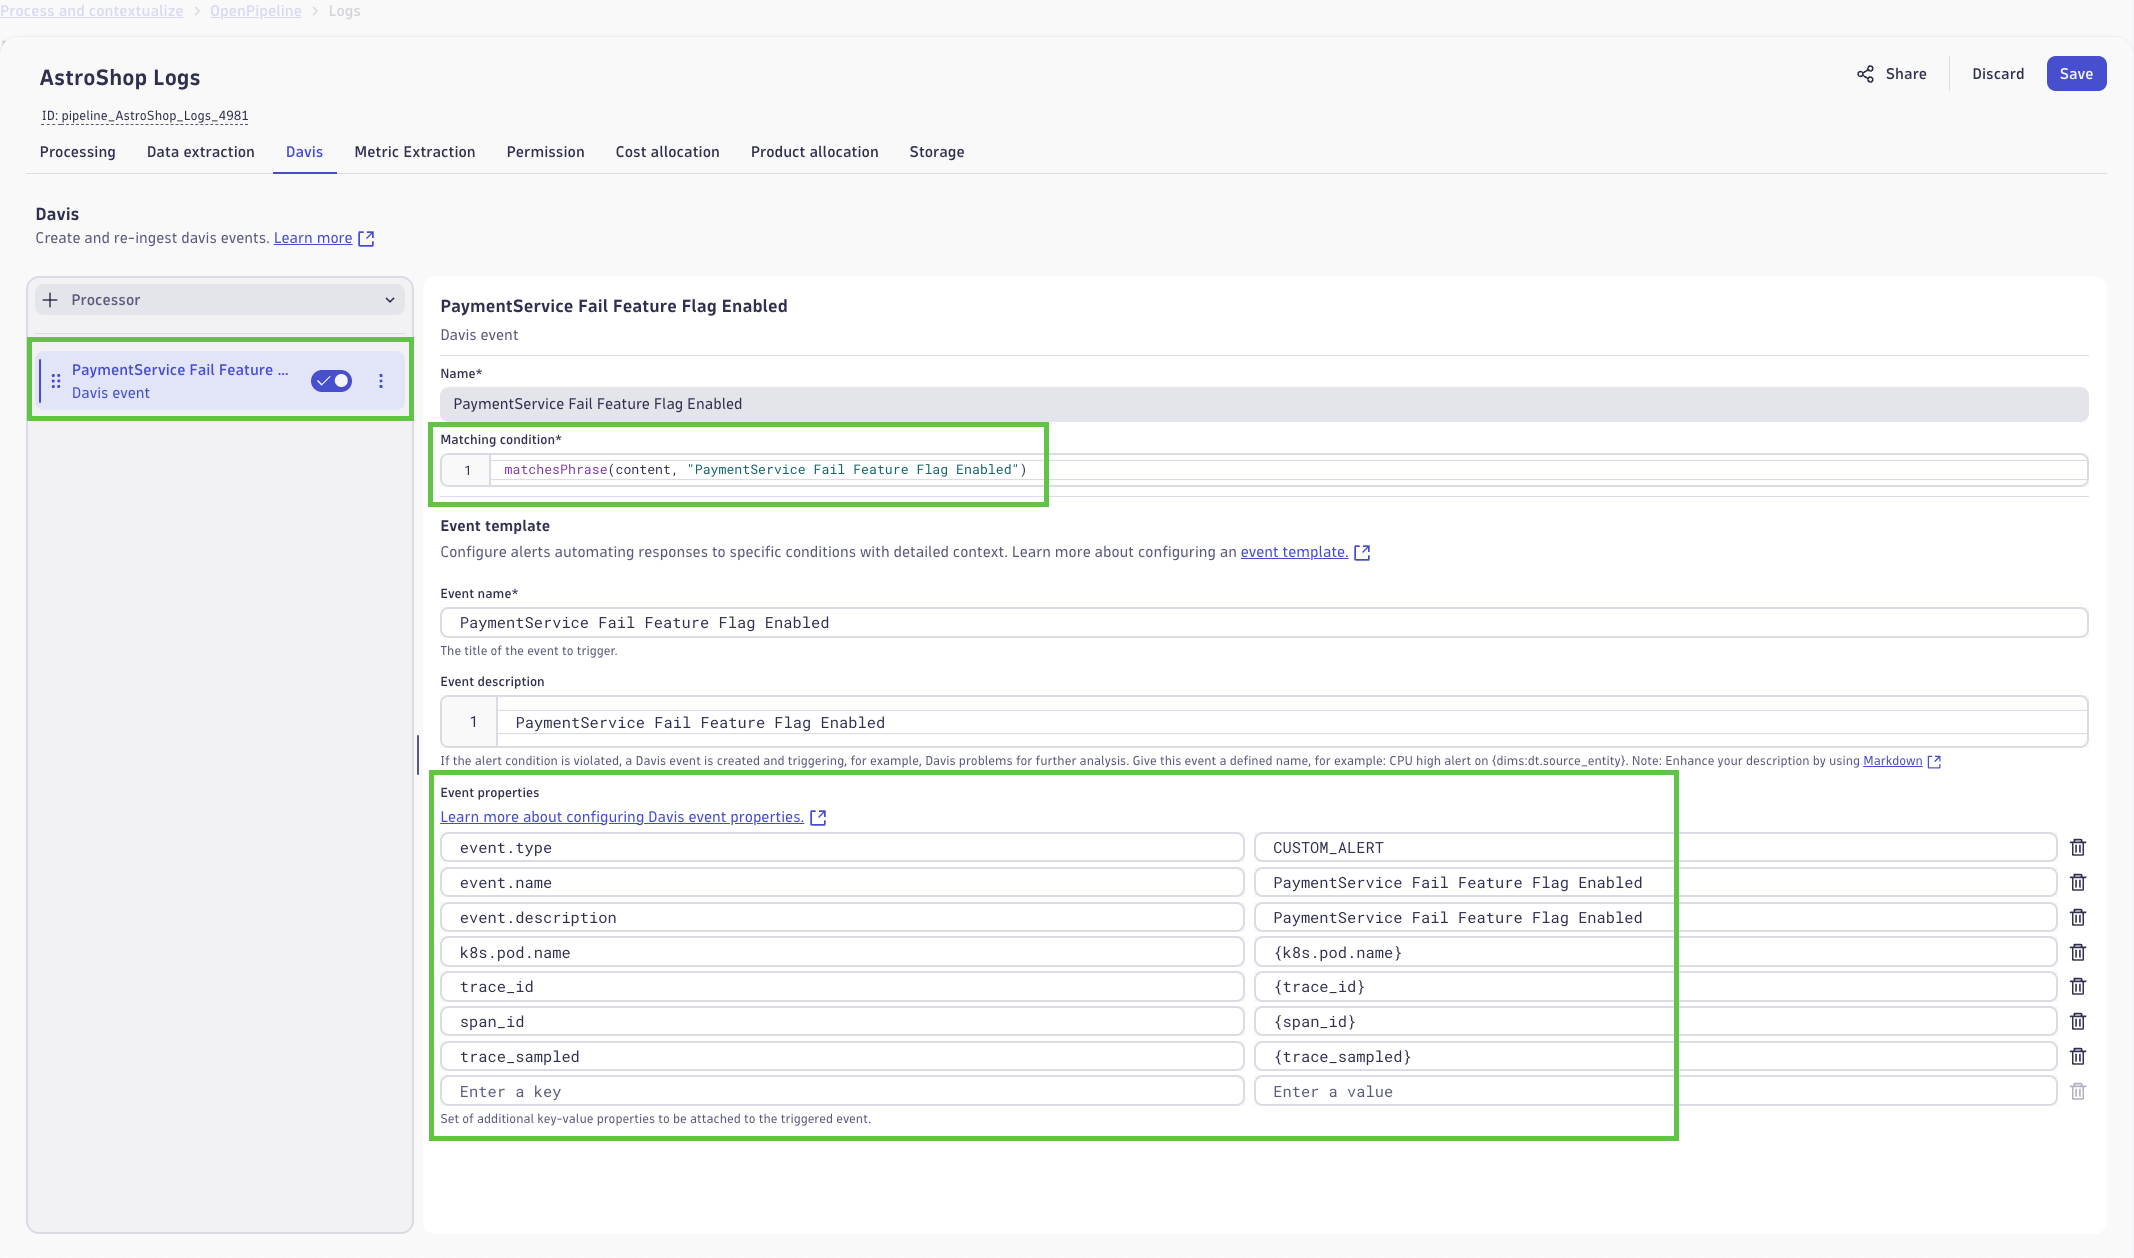 Process and contextualize > OpenPipeline > Logs
AstroShop Logs
Share
Discard
Save
ID: pipeline_AstroShop_Logs_4981
Processing Data extraction Davis Metric Extraction Permission Cost allocation Product allocation Storage
Davis
Create and re-ingest davis events. Learn more
Processor
PaymentService Fail Feature ...
Davis event
PaymentService Fail Feature Flag Enabled
Davis event
Name*
PaymentService Fail Feature Flag Enabled
Matching condition*
1 matchesPhrase(content, "PaymentService Fail Feature Flag Enabled")
Event template
Configure alerts automating responses to specific conditions with detailed context. Learn more about configuring an event template.
Event name*
PaymentService Fail Feature Flag Enabled
The title of the event to trigger.
Event description
1 PaymentService Fail Feature Flag Enabled
If the alert condition is violated, a Davis event is created and triggering, for example, Davis problems for further analysis. Give this event a defined name, for example: CPU high alert on {dims:dt.source_entity}. Note: Enhance your description by using Markdown
Event properties
Learn more about configuring Davis event properties.
event.type CUSTOM_ALERT
event.name PaymentService Fail Feature Flag Enabled
event.description PaymentService Fail Feature Flag Enabled
k8s.pod.name {k8s.pod.name}
trace_id {trace_id}
span_id {span_id}
trace_sampled {trace_sampled}
Enter a key Enter a value
Set of additional key-value properties to be attached to the triggered event.